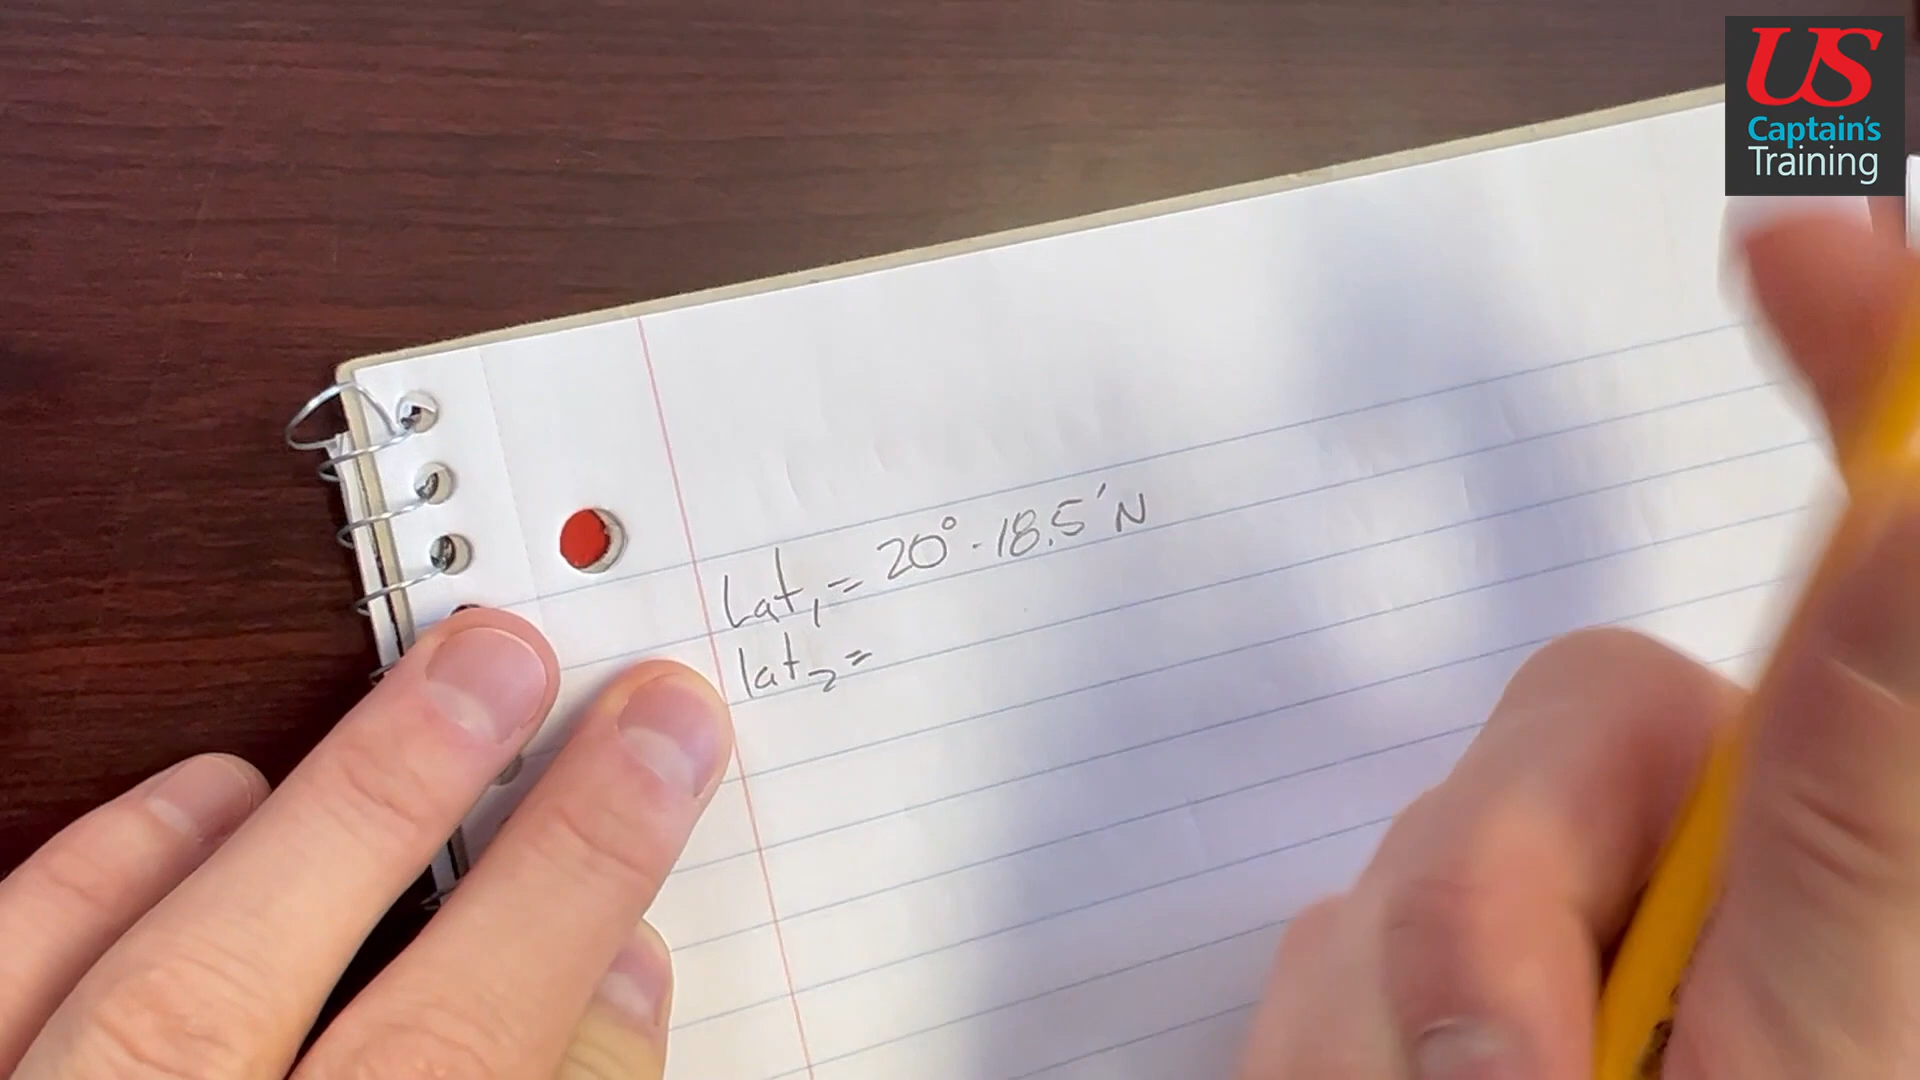 US
Captain's
Training
Lat₁ = 20° - 18.5' N
lat₂ =